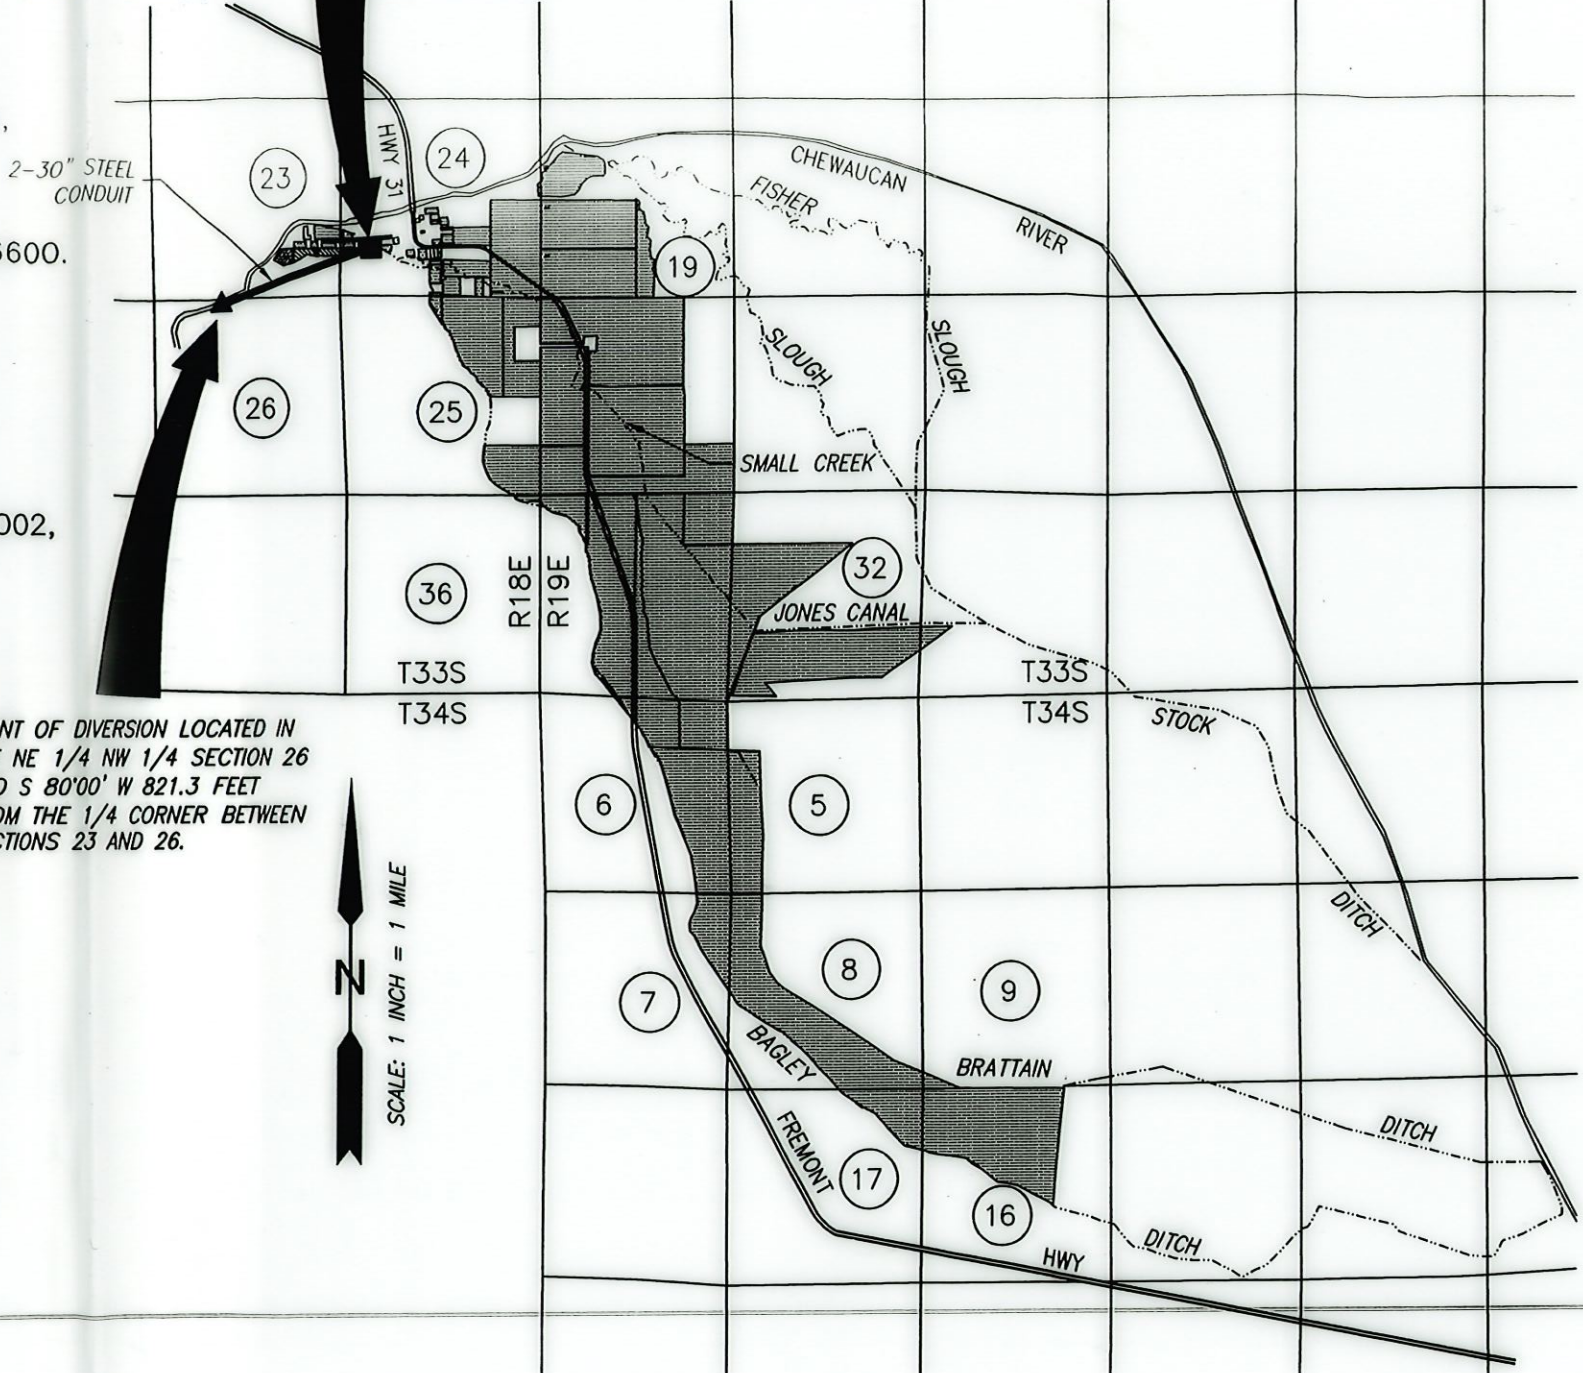 ,
2-30" STEEL
CONDUIT
23
HWY 31
24
CHEWAUCAN
RIVER
FISHER
600.
19
SLOUGH
SLOUGH
26
25
SMALL CREEK
002,
36
R18E
R19E
32
JONES CANAL
T33S
T34S
T33S
T34S
STOCK
NT OF DIVERSION LOCATED IN
NE 1/4 NW 1/4 SECTION 26
S 80°00' W 821.3 FEET
OM THE 1/4 CORNER BETWEEN
CTIONS 23 AND 26.
6
5
DITCH
N
SCALE: 1 INCH = 1 MILE
7
8
9
BAGLEY
BRATTAIN
FREMONT
DITCH
17
16
DITCH
HWY